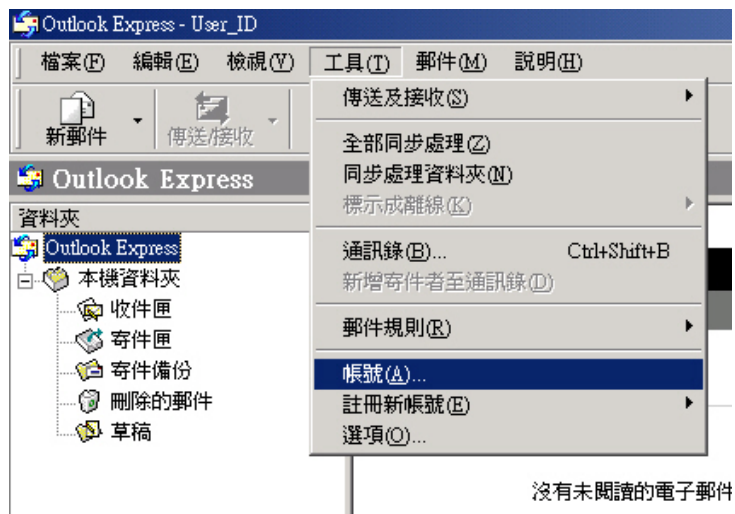 Outlook Express - User_ID
檔案(F) 編輯(E) 檢視(V) 工具(T) 郵件(M) 說明(H)
新郵件 傳送/接收
Outlook Express
資料夾
Outlook Express
本機資料夾
收件匣
寄件匣
寄件備份
刪除的郵件
草稿
傳送及接收(S)
全部同步處理(Z)
同步處理資料夾(N)
標示成離線(K)
通訊錄(B)... Ctrl+Shift+B
新增寄件者至通訊錄(D)
郵件規則(R)
帳號(A)...
註冊新帳號(E)
選項(O)...
沒有未閱讀的電子郵件